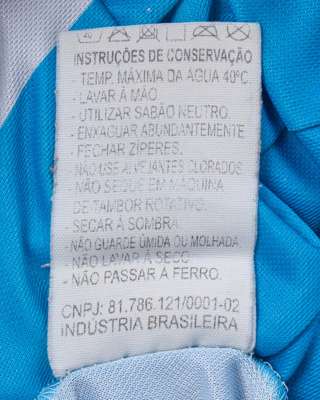 40
INSTRUÇÕES DE CONSERVAÇÃO
- TEMP. MÁXIMA DA AGUA 40ºC.
- LAVAR À MÃO.
- UTILIZAR SABÃO NEUTRO.
- ENXAGUAR ABUNDANTEMENTE
- FECHAR ZÍPERES.
- NÃO USE ALVEJANTES CLORADOS.
- NÃO SEQUE EM MÁQUINA
DE TAMBOR ROTATIVO.
- SECAR À SOMBRA.
- NÃO GUARDE ÚMIDA OU MOLHADA.
- NÃO LAVAR À SECO.
- NÃO PASSAR À FERRO.
CNPJ: 81.786.121/0001-02
INDÚSTRIA BRASILEIRA